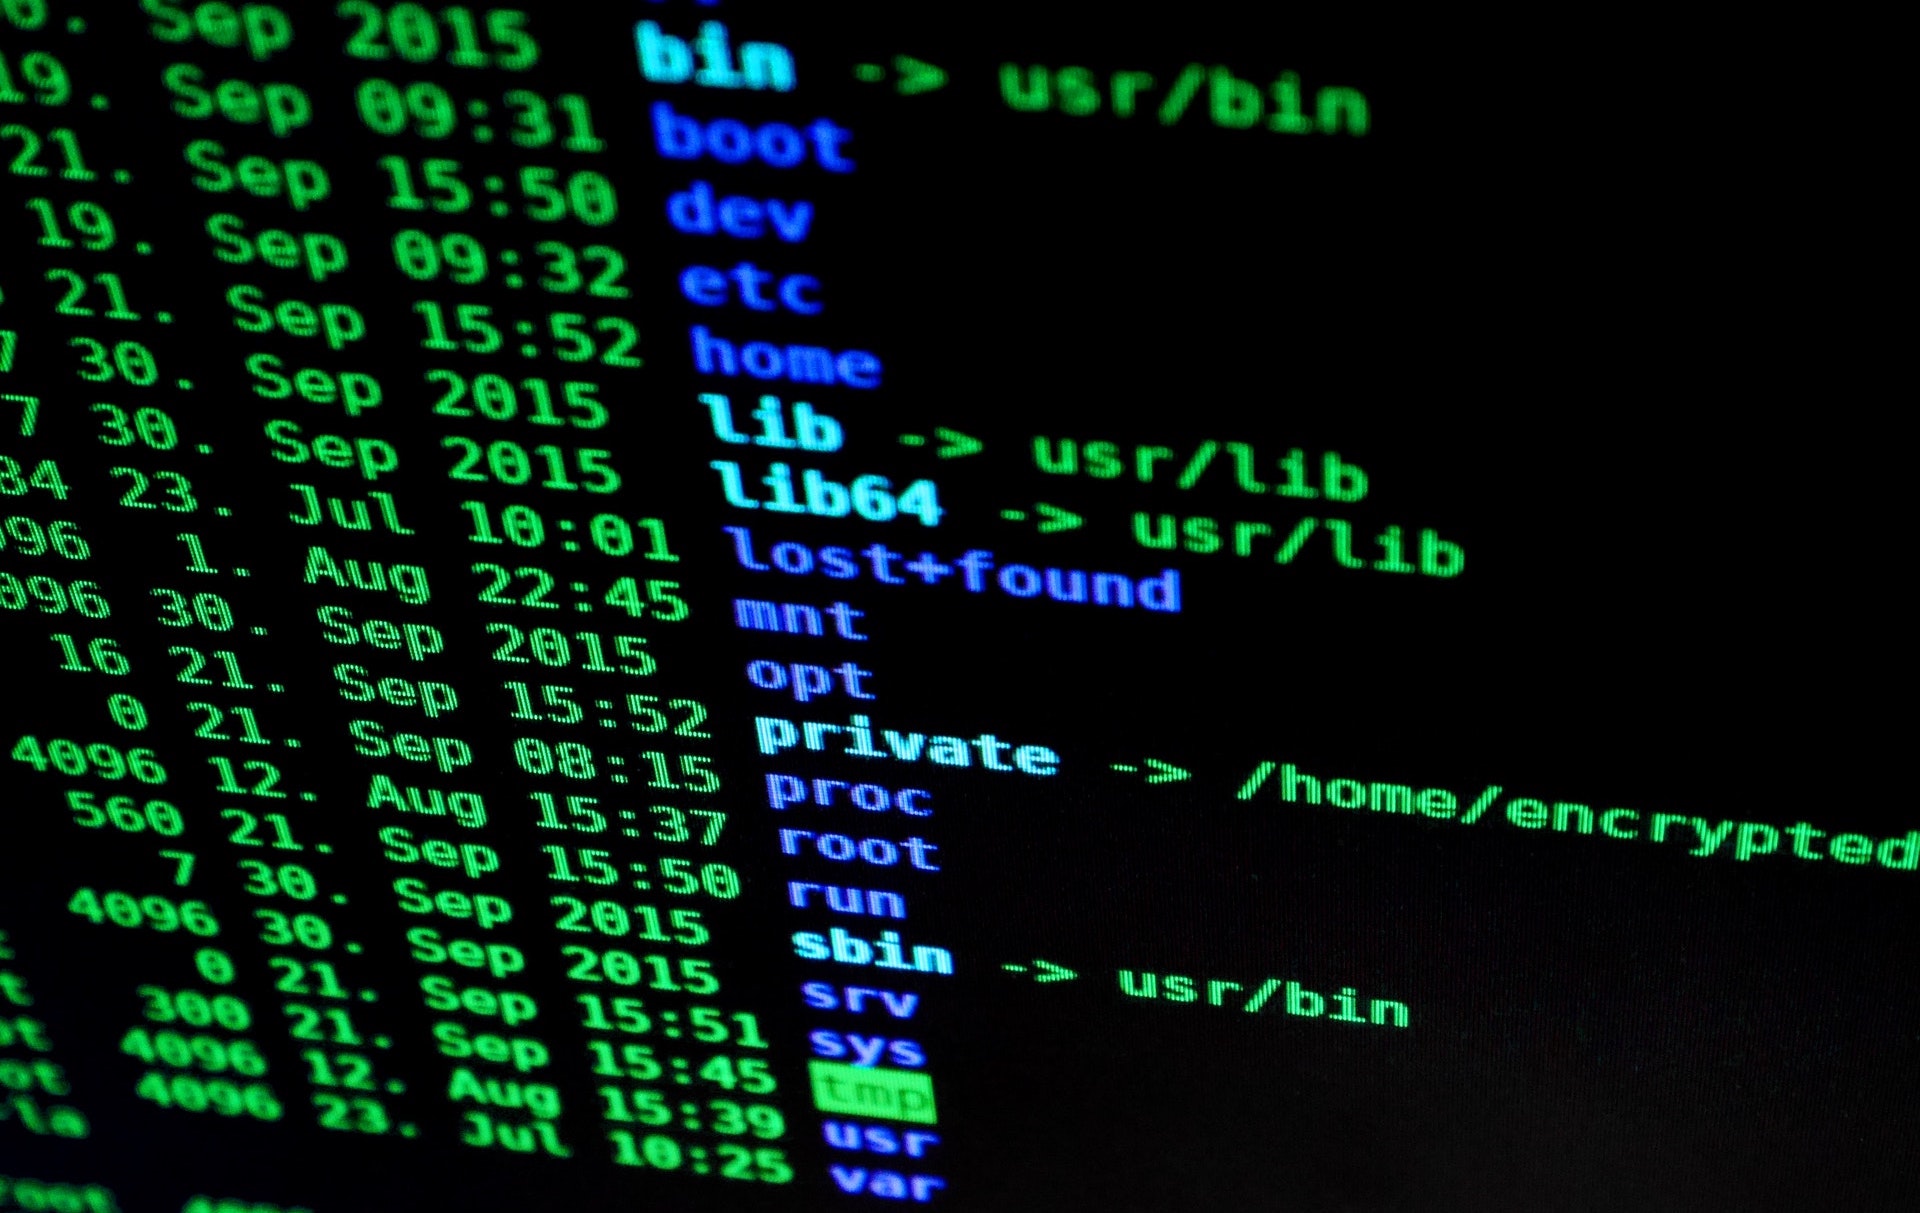 Sep 2015 bin -> usr/bin
19. Sep 09:31 boot
21. Sep 15:50 dev
19. Sep 09:32 etc
21. Sep 15:52 home
7 30. Sep 2015 lib -> usr/lib
7 30. Sep 2015 lib64 -> usr/lib
84 23. Jul 10:01 lost+found
096 1. Aug 22:45 mnt
096 30. Sep 2015 opt
16 21. Sep 15:52 private -> /home/encrypted
0 21. Sep 08:15 proc
4096 12. Aug 15:37 root
560 21. Sep 15:50 run
7 30. Sep 2015 sbin -> usr/bin
4096 30. Sep 2015 srv
0 21. Sep 15:51 sys
300 21. Sep 15:45 tmp
4096 12. Aug 15:39 usr
4096 23. Jul 10:25 var